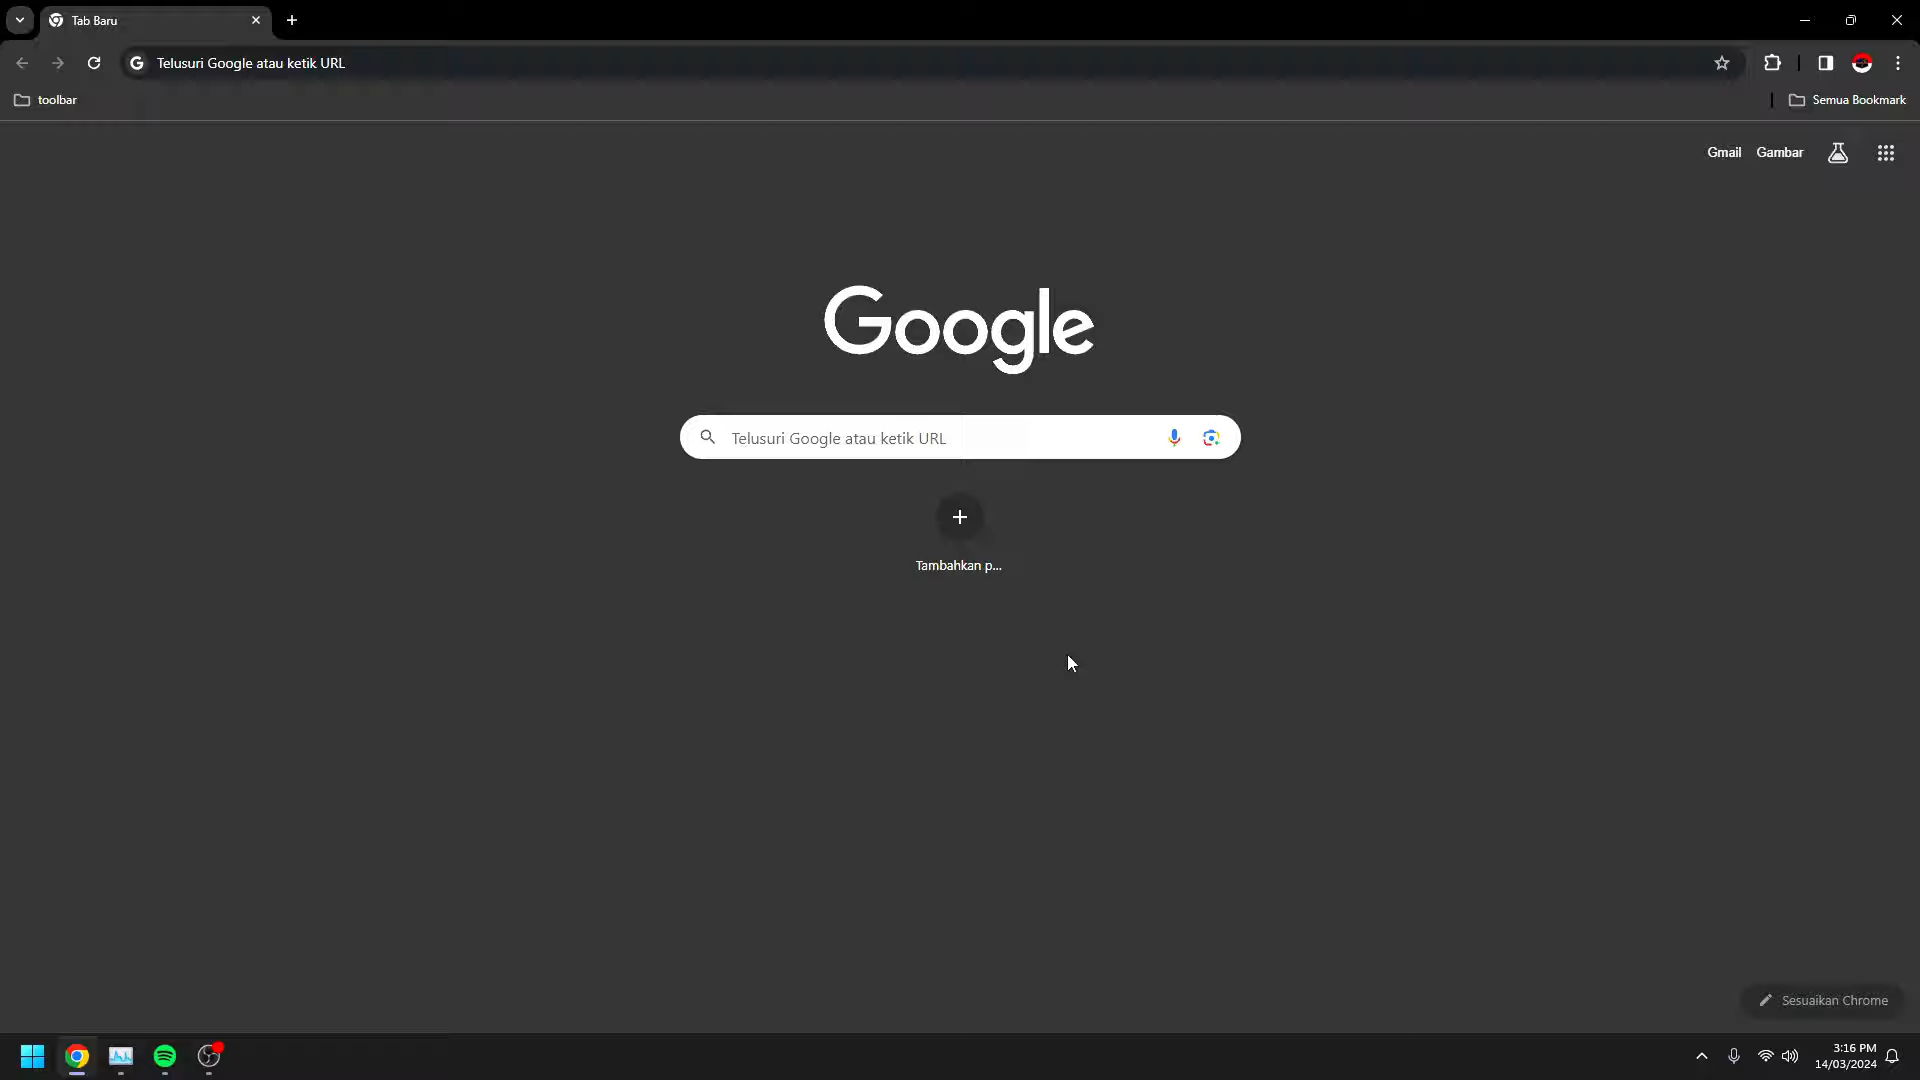 Tab Baru
Telusuri Google atau ketik URL
toolbar
Semua Bookmark
Gmail Gambar
Google
Telusuri Google atau ketik URL
Tambahkan p...
Sesuaikan Chrome
3:16 PM
14/03/2024